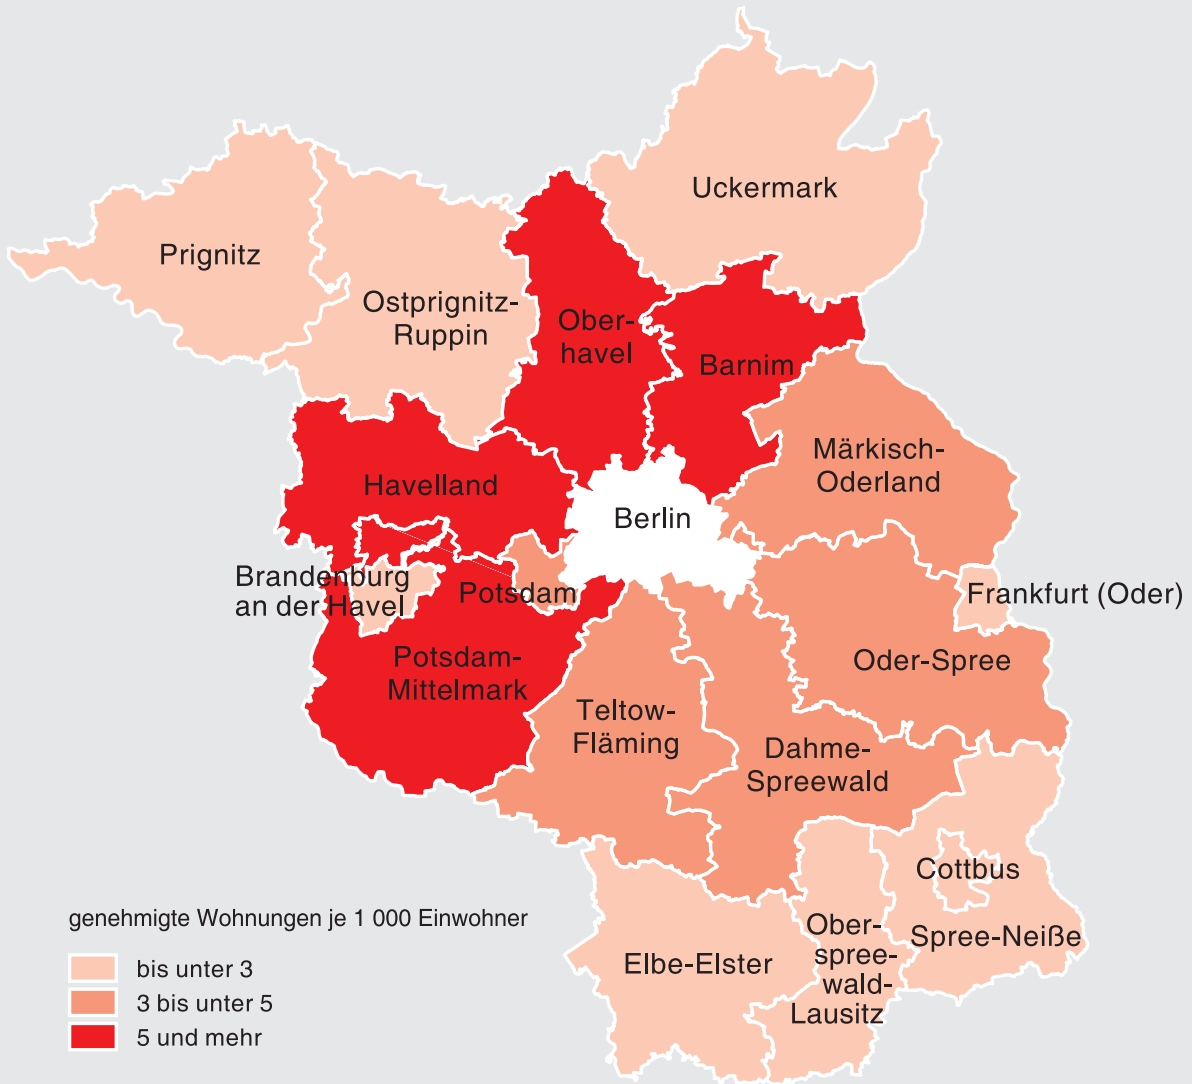 Uckermark
Prignitz
Ostprignitz-
Ruppin
Ober-
havel
Barnim
Märkisch-
Oderland
Havelland
Berlin
Brandenburg
an der Havel
Potsdam
Frankfurt (Oder)
Potsdam-
Mittelmark
Oder-Spree
Teltow-
Fläming
Dahme-
Spreewald
Cottbus
Ober-
spree-
wald-
Lausitz
Spree-Neiße
Elbe-Elster
genehmigte Wohnungen je 1 000 Einwohner
bis unter 3
3 bis unter 5
5 und mehr